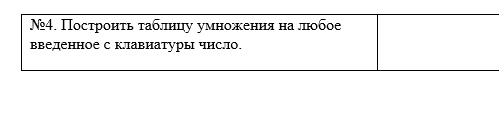 №4. Построить таблицу умножения на любое
введенное с клавиатуры число.